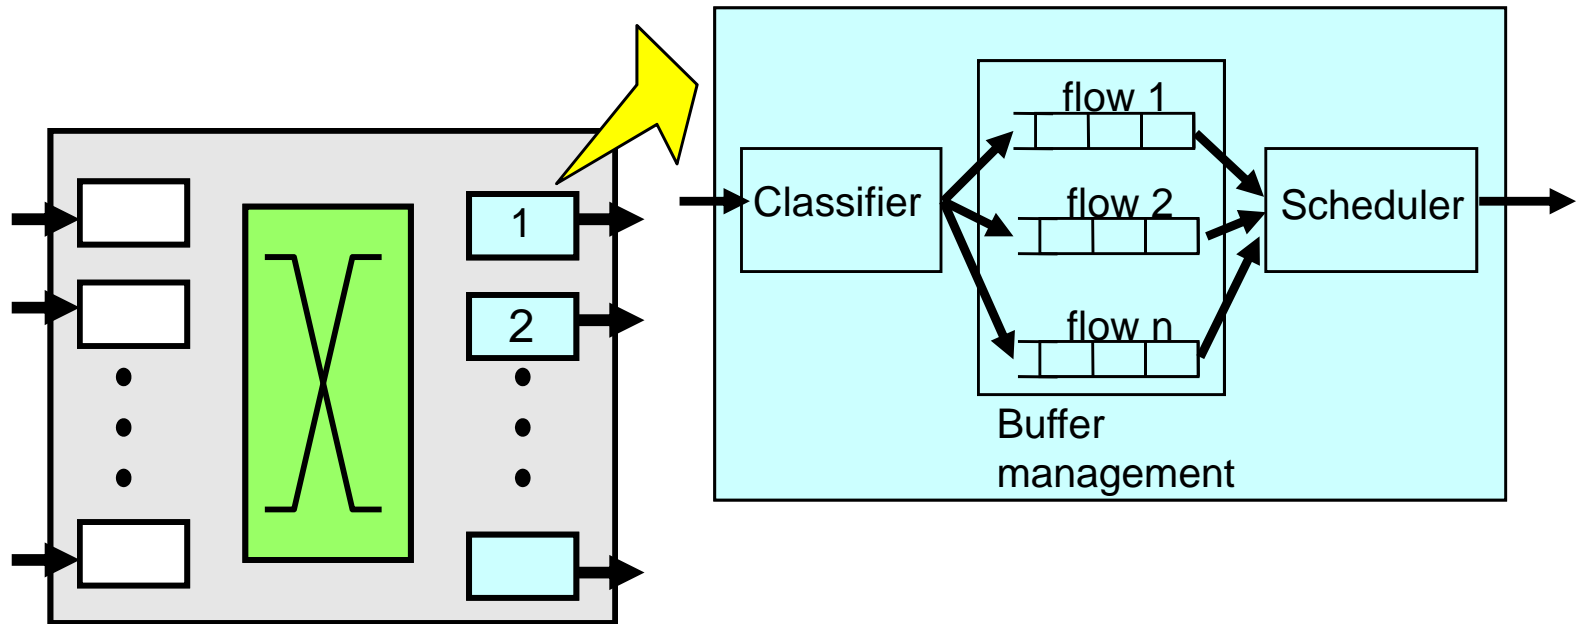 1
2
flow 1
Classifier
flow 2
Scheduler
flow n
Buffer
management